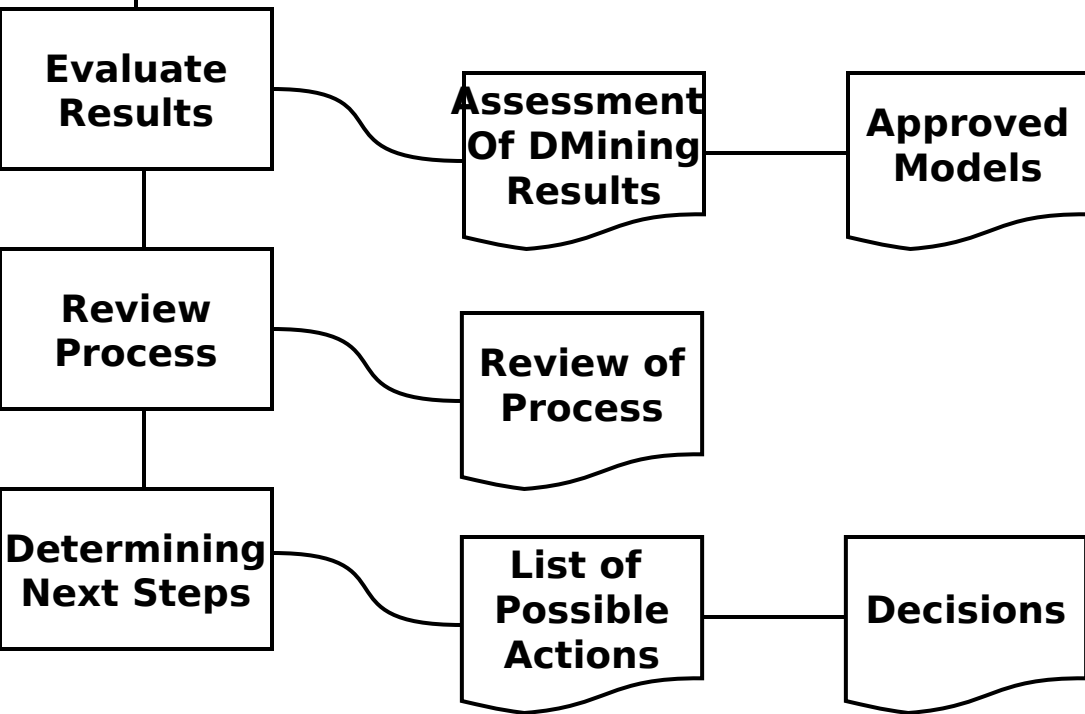 Evaluate
Results
Assessment
Of DMining
Results
Approved
Models
Review
Process
Review of
Process
Determining
Next Steps
List of
Possible
Actions
Decisions